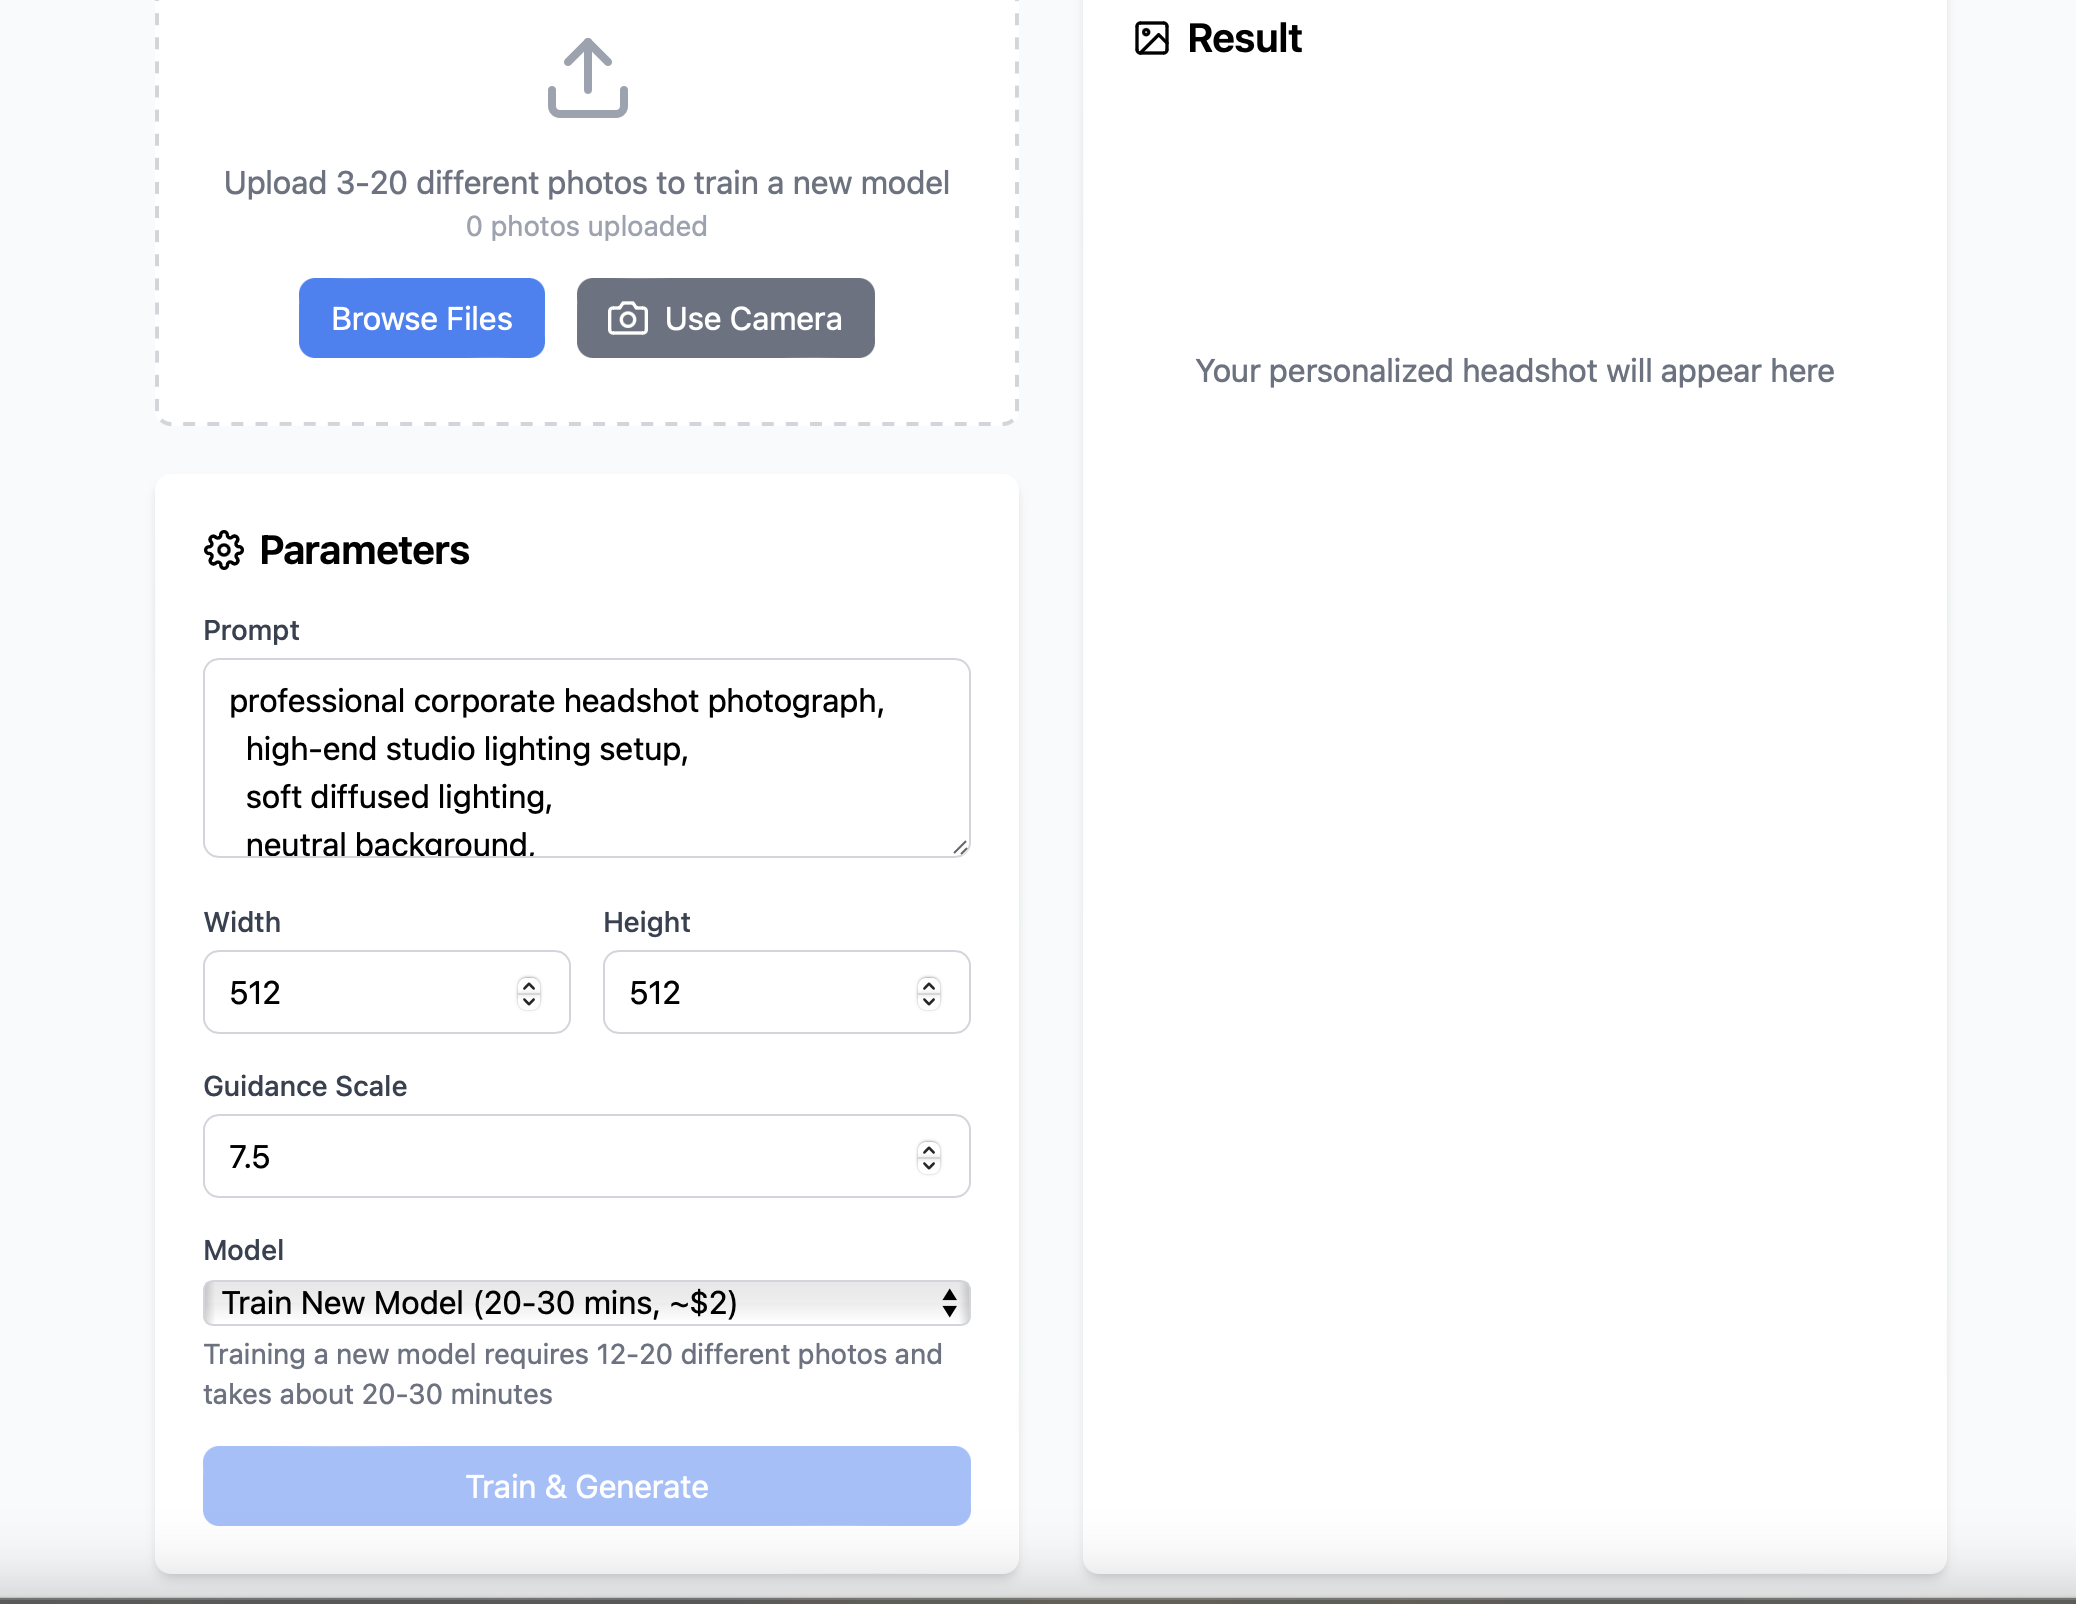 Upload 3-20 different photos to train a new model
0 photos uploaded
Browse Files
Use Camera
Parameters
Prompt
professional corporate headshot photograph,
high-end studio lighting setup,
soft diffused lighting,
neutral background,
Width
Height
512
512
Guidance Scale
7.5
Model
Train New Model (20-30 mins, ~$2)
Training a new model requires 12-20 different photos and
takes about 20-30 minutes
Train & Generate
Result
Your personalized headshot will appear here